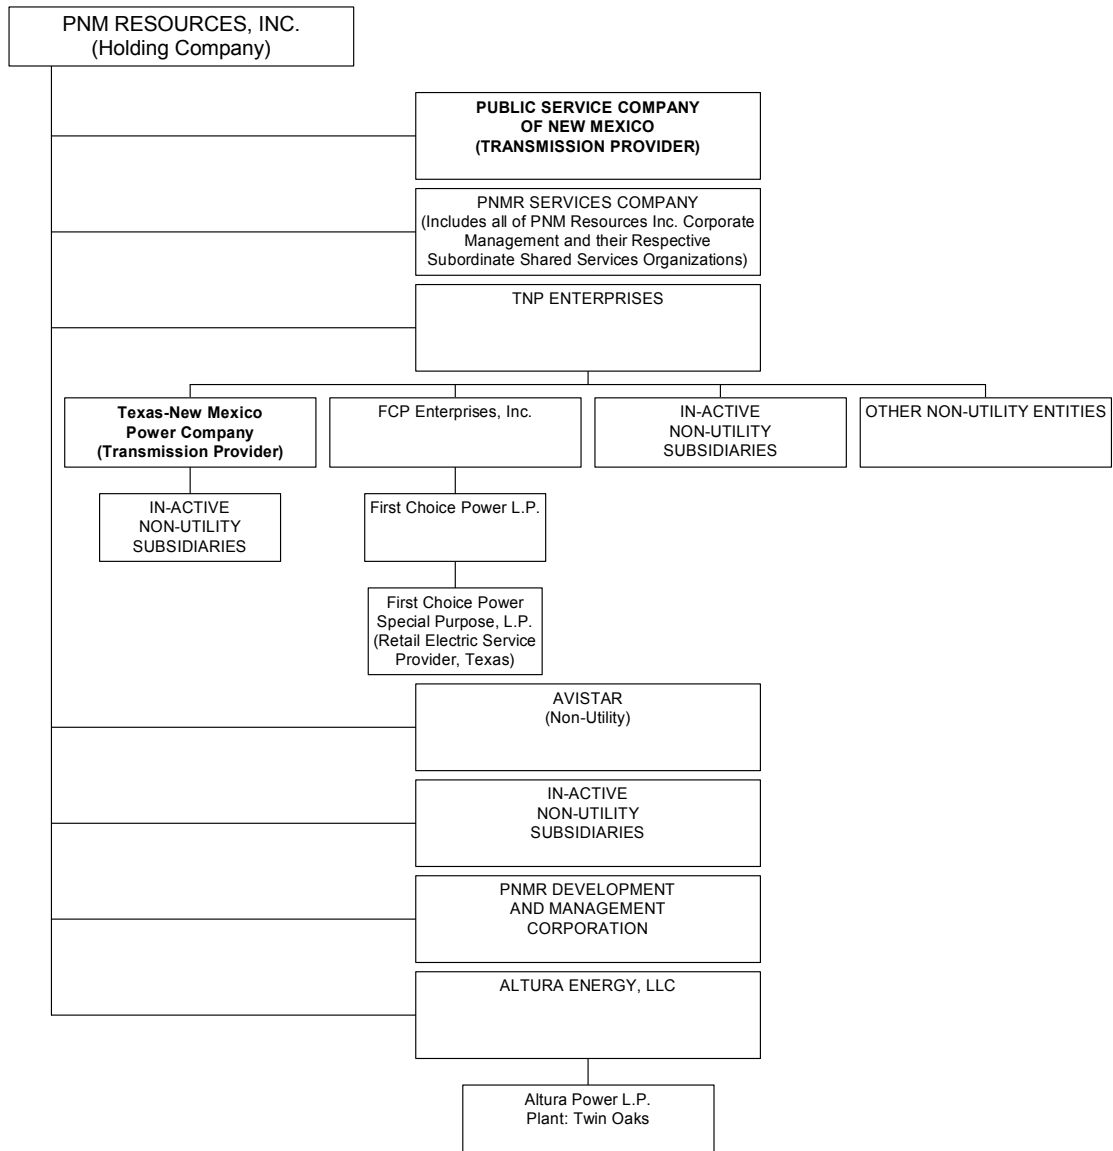 PNM RESOURCES, INC.
(Holding Company)
PUBLIC SERVICE COMPANY
OF NEW MEXICO
(TRANSMISSION PROVIDER)
PNMR SERVICES COMPANY
(Includes all of PNM Resources Inc. Corporate
Management and their Respective
Subordinate Shared Services Organizations)
TNP ENTERPRISES
Texas-New Mexico
Power Company
(Transmission Provider)
FCP Enterprises, Inc.
IN-ACTIVE
NON-UTILITY
SUBSIDIARIES
OTHER NON-UTILITY ENTITIES
IN-ACTIVE
NON-UTILITY
SUBSIDIARIES
First Choice Power L.P.
First Choice Power
Special Purpose, L.P.
(Retail Electric Service
Provider, Texas)
AVISTAR
(Non-Utility)
IN-ACTIVE
NON-UTILITY
SUBSIDIARIES
PNMR DEVELOPMENT
AND MANAGEMENT
CORPORATION
ALTURA ENERGY, LLC
Altura Power L.P.
Plant: Twin Oaks